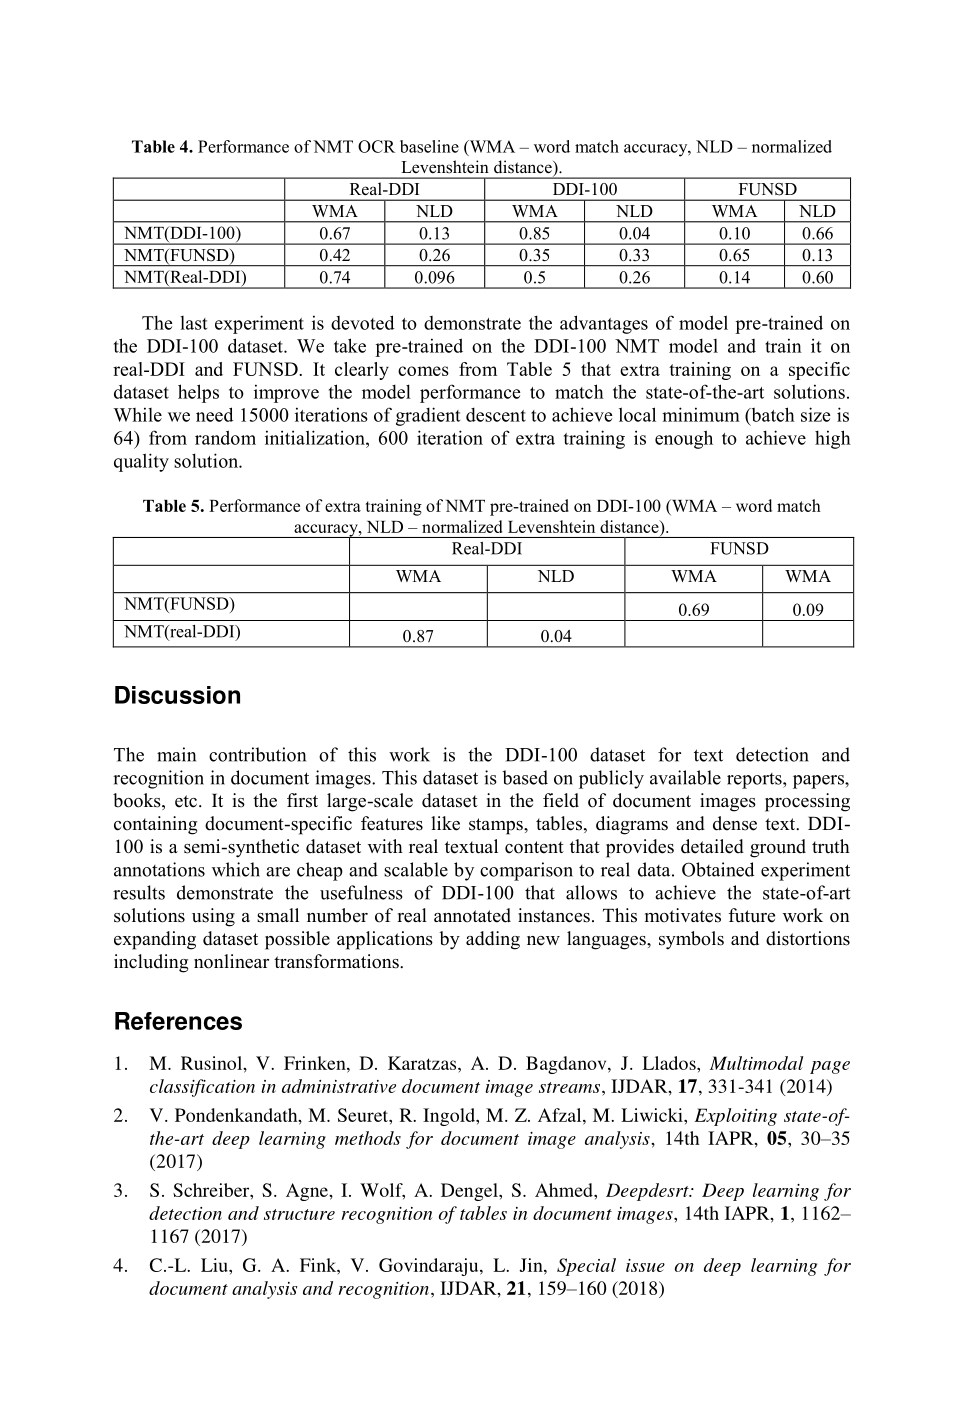 Table 4. Performance of NMT OCR baseline (WMA – word match accuracy, NLD – normalized
Levenshtein distance).
Real-DDI DDI-100 FUNSD
WMA NLD WMA NLD WMA NLD
NMT(DDI-100) 0.67 0.13 0.85 0.04 0.10 0.66
NMT(FUNSD) 0.42 0.26 0.35 0.33 0.65 0.13
NMT(Real-DDI) 0.74 0.096 0.5 0.26 0.14 0.60
The last experiment is devoted to demonstrate the advantages of model pre-trained on
the DDI-100 dataset. We take pre-trained on the DDI-100 NMT model and train it on
real-DDI and FUNSD. It clearly comes from Table 5 that extra training on a specific
dataset helps to improve the model performance to match the state-of-the-art solutions.
While we need 15000 iterations of gradient descent to achieve local minimum (batch size is
64) from random initialization, 600 iteration of extra training is enough to achieve high
quality solution.
Table 5. Performance of extra training of NMT pre-trained on DDI-100 (WMA – word match
accuracy, NLD – normalized Levenshtein distance).
Real-DDI FUNSD
WMA NLD WMA WMA
NMT(FUNSD) 0.69 0.09
NMT(real-DDI) 0.87 0.04
Discussion
The main contribution of this work is the DDI-100 dataset for text detection and
recognition in document images. This dataset is based on publicly available reports, papers,
books, etc. It is the first large-scale dataset in the field of document images processing
containing document-specific features like stamps, tables, diagrams and dense text. DDI-
100 is a semi-synthetic dataset with real textual content that provides detailed ground truth
annotations which are cheap and scalable by comparison to real data. Obtained experiment
results demonstrate the usefulness of DDI-100 that allows to achieve the state-of-art
solutions using a small number of real annotated instances. This motivates future work on
expanding dataset possible applications by adding new languages, symbols and distortions
including nonlinear transformations.
References
1. M. Rusinol, V. Frinken, D. Karatzas, A. D. Bagdanov, J. Llados, Multimodal page
classification in administrative document image streams, IJDAR, 17, 331-341 (2014)
2. V. Pondenkandath, M. Seuret, R. Ingold, M. Z. Afzal, M. Liwicki, Exploiting state-of-
the-art deep learning methods for document image analysis, 14th IAPR, 05, 30–35
(2017)
3. S. Schreiber, S. Agne, I. Wolf, A. Dengel, S. Ahmed, Deepdesrt: Deep learning for
detection and structure recognition of tables in document images, 14th IAPR, 1, 1162–
1167 (2017)
4. C.-L. Liu, G. A. Fink, V. Govindaraju, L. Jin, Special issue on deep learning for
document analysis and recognition, IJDAR, 21, 159–160 (2018)